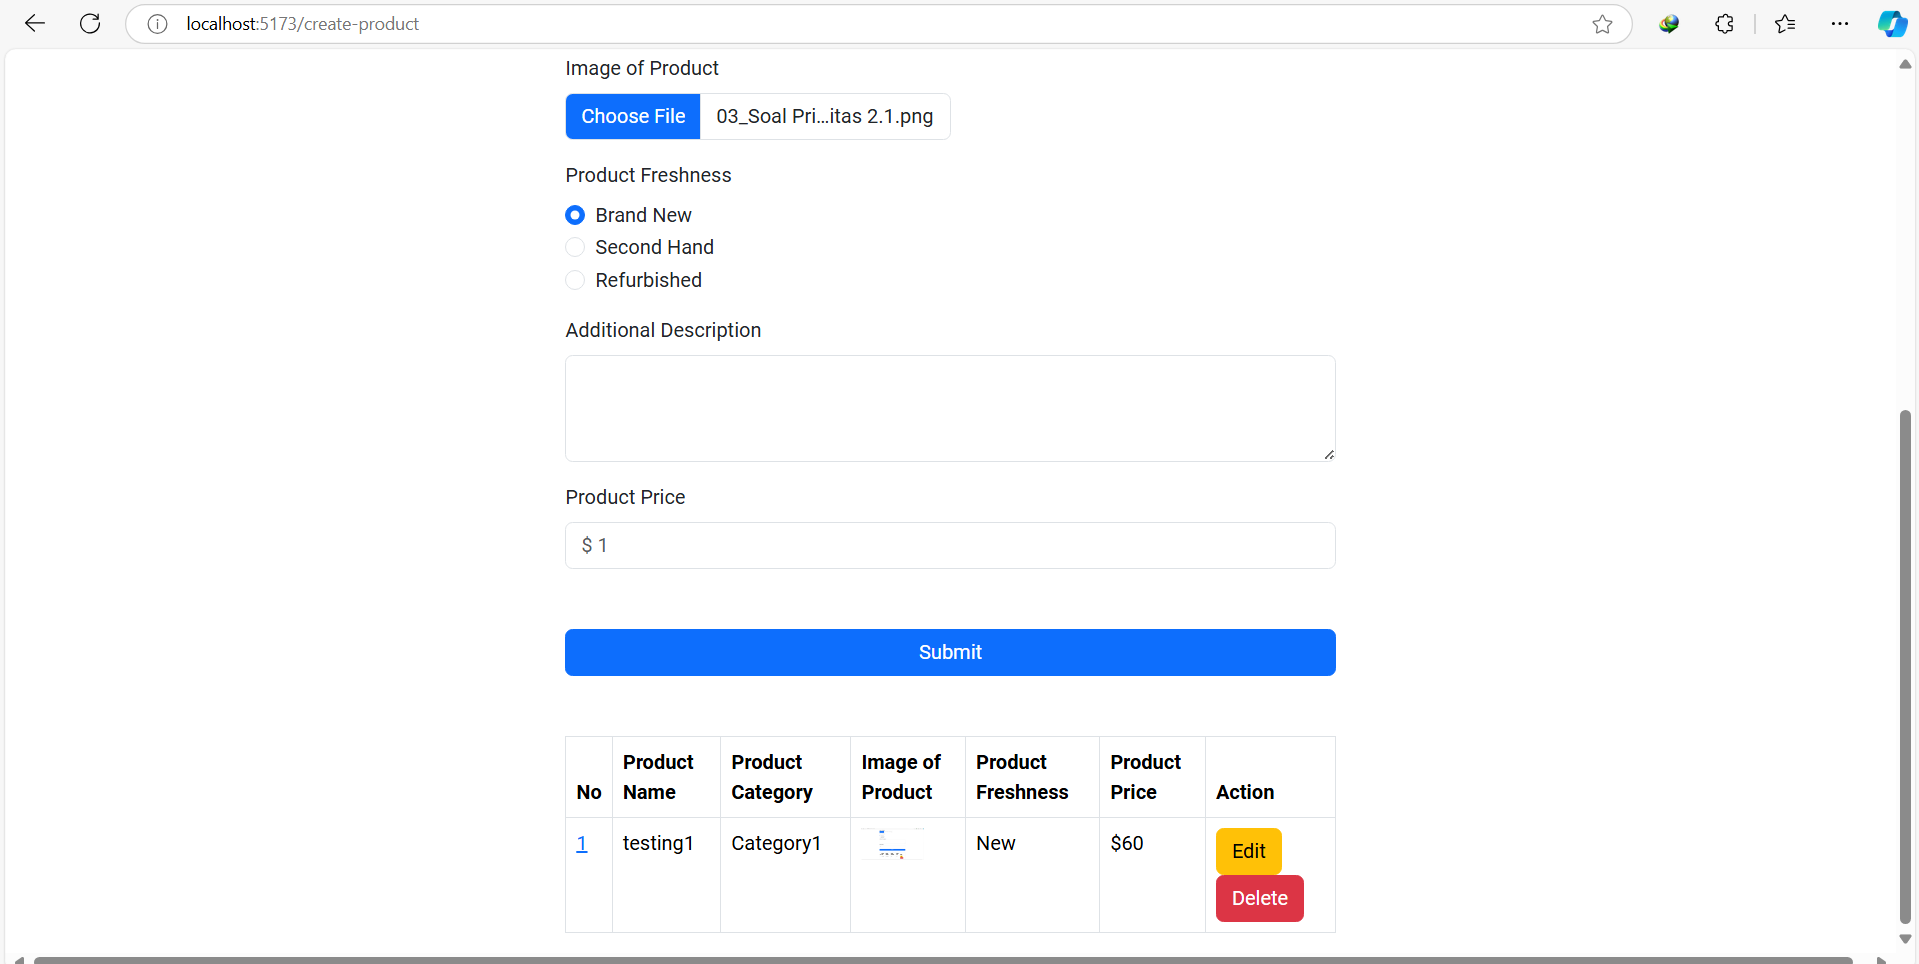 localhost:5173/create-product
Image of Product
Choose File 03_Soal Pri...itas 2.1.png
Product Freshness
Brand New
Second Hand
Refurbished
Additional Description
Product Price
$ 1
Submit
No Product Name Product Category Image of Product Product Freshness Product Price Action
1 testing1 Category1 New $60 Edit
Delete